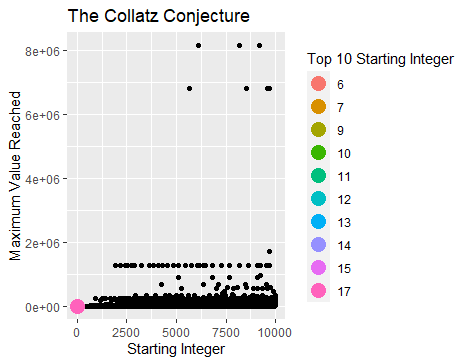 The Collatz Conjecture
Maximum Value Reached
8e+06
6e+06
4e+06
2e+06
0e+00
0
2500
5000
7500
10000
Starting Integer
Top 10 Starting Integer
6
7
9
10
11
12
13
14
15
17